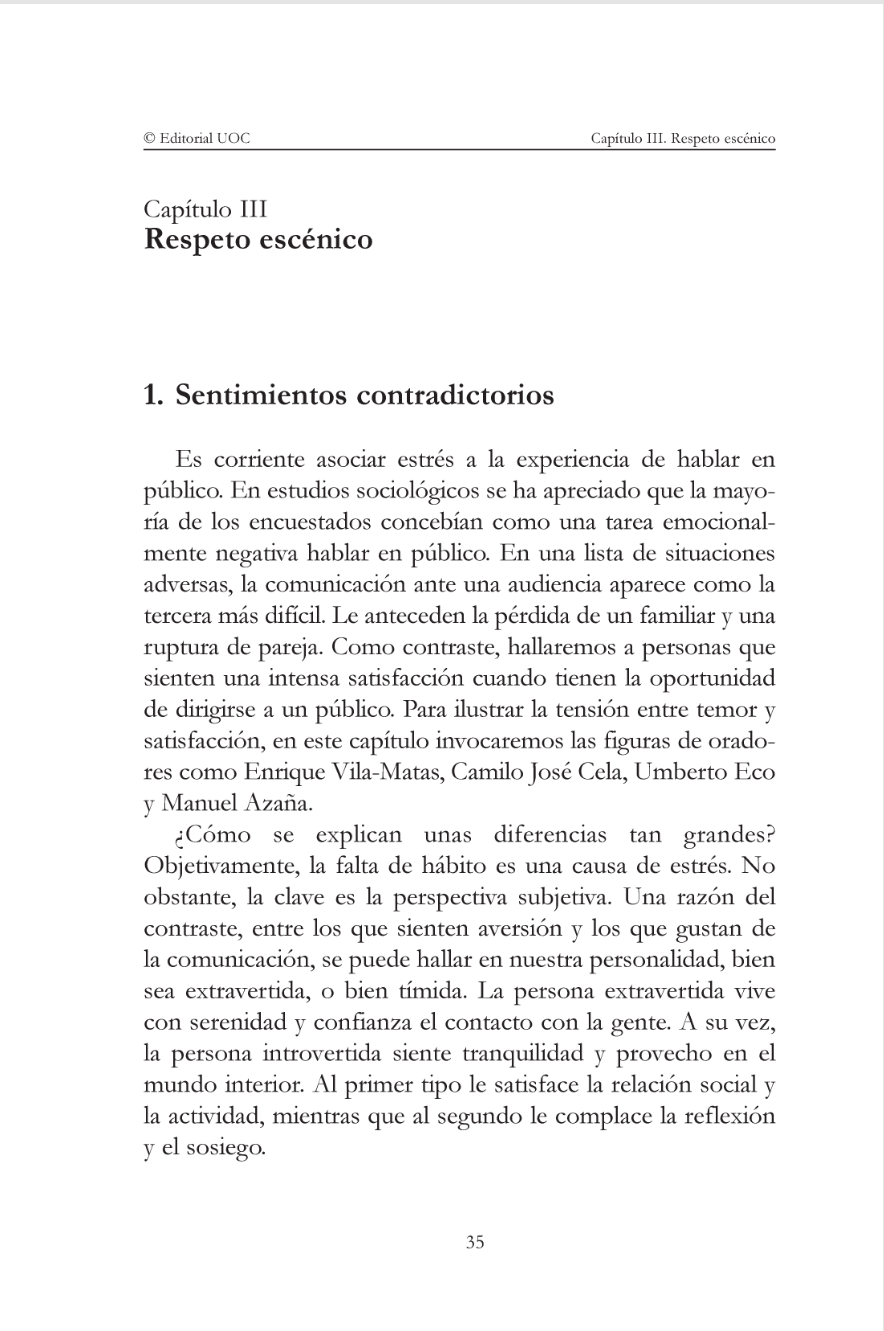 © Editorial UOC
Capítulo III. Respeto escénico
Capítulo III
Respeto escénico
1. Sentimientos contradictorios
Es corriente asociar estrés a la experiencia de hablar en
público. En estudios sociológicos se ha apreciado que la mayo-
ría de los encuestados concebían como una tarea emocional-
mente negativa hablar en público. En una lista de situaciones
adversas, la comunicación ante una audiencia aparece como la
tercera más difícil. Le anteceden la pérdida de un familiar y una
ruptura de pareja. Como contraste, hallaremos a personas que
sienten una intensa satisfacción cuando tienen la oportunidad
de dirigirse a un público. Para ilustrar la tensión entre temor y
satisfacción, en este capítulo invocaremos las figuras de orado-
res como Enrique Vila-Matas, Camilo José Cela, Umberto Eco
y Manuel Azaña.
¿Cómo se explican unas diferencias tan grandes?
Objetivamente, la falta de hábito es una causa de estrés. No
obstante, la clave es la perspectiva subjetiva. Una razón del
contraste, entre los que sienten aversión y los que gustan de
la comunicación, se puede hallar en nuestra personalidad, bien
sea extravertida, o bien tímida. La persona extravertida vive
con serenidad y confianza el contacto con la gente. A su vez,
la persona introvertida siente tranquilidad y provecho en el
mundo interior. Al primer tipo le satisface la relación social y
la actividad, mientras que al segundo le complace la reflexión
y el sosiego.
35